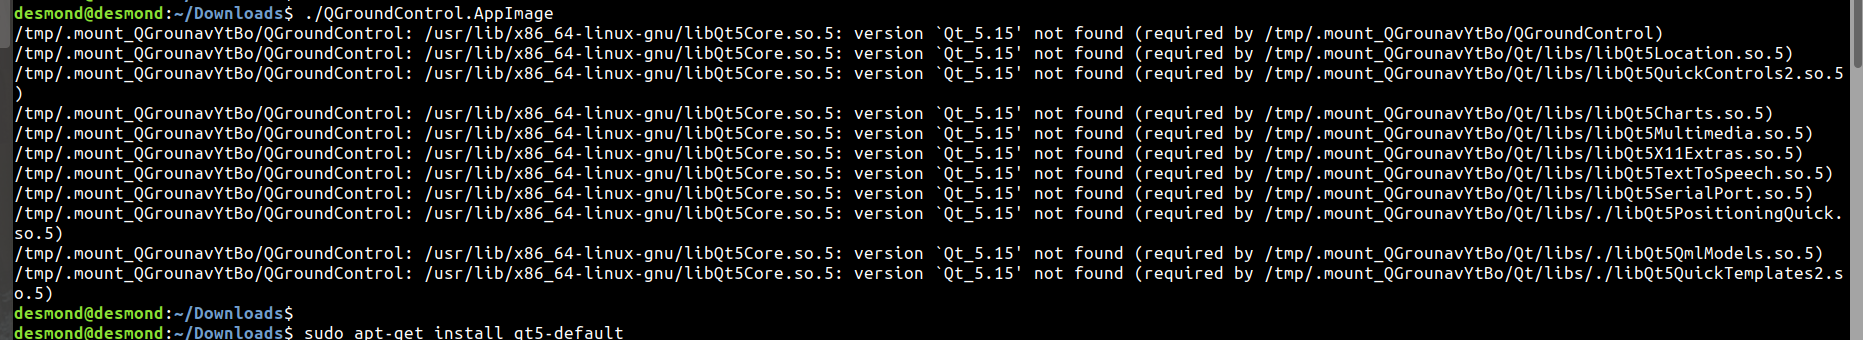 desmond@desmond:~/Downloads$ ./QGroundControl.AppImage
/tmp/.mount_QGrounavYtBo/QGroundControl: /usr/lib/x86_64-linux-gnu/libQt5Core.so.5: version `Qt_5.15' not found (required by /tmp/.mount_QGrounavYtBo/QGroundControl)
/tmp/.mount_QGrounavYtBo/QGroundControl: /usr/lib/x86_64-linux-gnu/libQt5Core.so.5: version `Qt_5.15' not found (required by /tmp/.mount_QGrounavYtBo/Qt/libs/libQt5Location.so.5)
/tmp/.mount_QGrounavYtBo/QGroundControl: /usr/lib/x86_64-linux-gnu/libQt5Core.so.5: version `Qt_5.15' not found (required by /tmp/.mount_QGrounavYtBo/Qt/libs/libQt5QuickControls2.so.5
)
/tmp/.mount_QGrounavYtBo/QGroundControl: /usr/lib/x86_64-linux-gnu/libQt5Core.so.5: version `Qt_5.15' not found (required by /tmp/.mount_QGrounavYtBo/Qt/libs/libQt5Charts.so.5)
/tmp/.mount_QGrounavYtBo/QGroundControl: /usr/lib/x86_64-linux-gnu/libQt5Core.so.5: version `Qt_5.15' not found (required by /tmp/.mount_QGrounavYtBo/Qt/libs/libQt5Multimedia.so.5)
/tmp/.mount_QGrounavYtBo/QGroundControl: /usr/lib/x86_64-linux-gnu/libQt5Core.so.5: version `Qt_5.15' not found (required by /tmp/.mount_QGrounavYtBo/Qt/libs/libQt5X11Extras.so.5)
/tmp/.mount_QGrounavYtBo/QGroundControl: /usr/lib/x86_64-linux-gnu/libQt5Core.so.5: version `Qt_5.15' not found (required by /tmp/.mount_QGrounavYtBo/Qt/libs/libQt5TextToSpeech.so.5)
/tmp/.mount_QGrounavYtBo/QGroundControl: /usr/lib/x86_64-linux-gnu/libQt5Core.so.5: version `Qt_5.15' not found (required by /tmp/.mount_QGrounavYtBo/Qt/libs/libQt5SerialPort.so.5)
/tmp/.mount_QGrounavYtBo/QGroundControl: /usr/lib/x86_64-linux-gnu/libQt5Core.so.5: version `Qt_5.15' not found (required by /tmp/.mount_QGrounavYtBo/Qt/libs/./libQt5PositioningQuick.
so.5)
/tmp/.mount_QGrounavYtBo/QGroundControl: /usr/lib/x86_64-linux-gnu/libQt5Core.so.5: version `Qt_5.15' not found (required by /tmp/.mount_QGrounavYtBo/Qt/libs/./libQt5QmlModels.so.5)
/tmp/.mount_QGrounavYtBo/QGroundControl: /usr/lib/x86_64-linux-gnu/libQt5Core.so.5: version `Qt_5.15' not found (required by /tmp/.mount_QGrounavYtBo/Qt/libs/./libQt5QuickTemplates2.s
o.5)
desmond@desmond:~/Downloads$
desmond@desmond:~/Downloads$ sudo apt-get install qt5-default